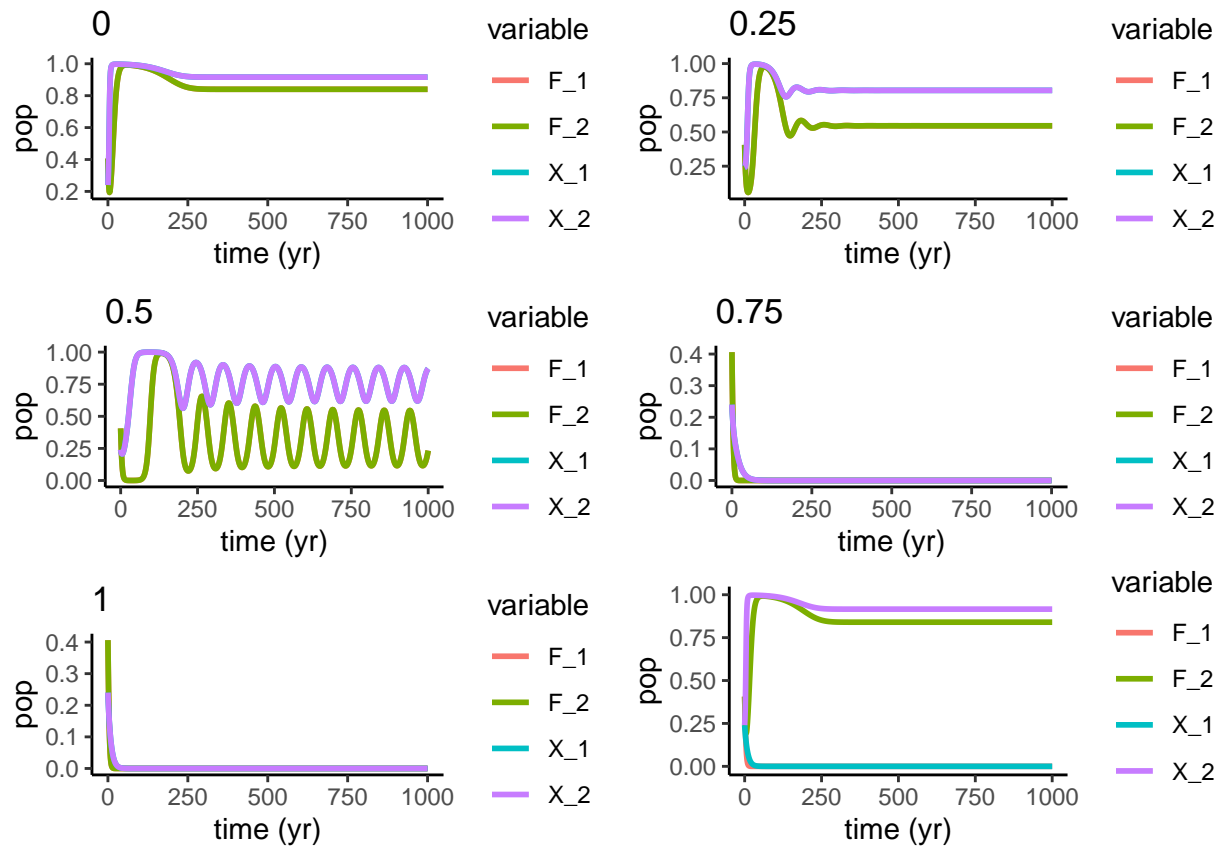 0
variable
pop
1.0
0.8
0.6
0.4
0.2
0 250 500 750 1000
time (yr)
F_1
F_2
X_1
X_2
0.25
variable
pop
1.00
0.75
0.50
0.25
0 250 500 750 1000
time (yr)
F_1
F_2
X_1
X_2
0.5
variable
pop
1.00
0.75
0.50
0.25
0.00
0 250 500 750 1000
time (yr)
F_1
F_2
X_1
X_2
0.75
variable
pop
0.4
0.3
0.2
0.1
0.0
0 250 500 750 1000
time (yr)
F_1
F_2
X_1
X_2
1
variable
pop
0.4
0.3
0.2
0.1
0.0
0 250 500 750 1000
time (yr)
F_1
F_2
X_1
X_2
variable
pop
1.00
0.75
0.50
0.25
0.00
0 250 500 750 1000
time (yr)
F_1
F_2
X_1
X_2